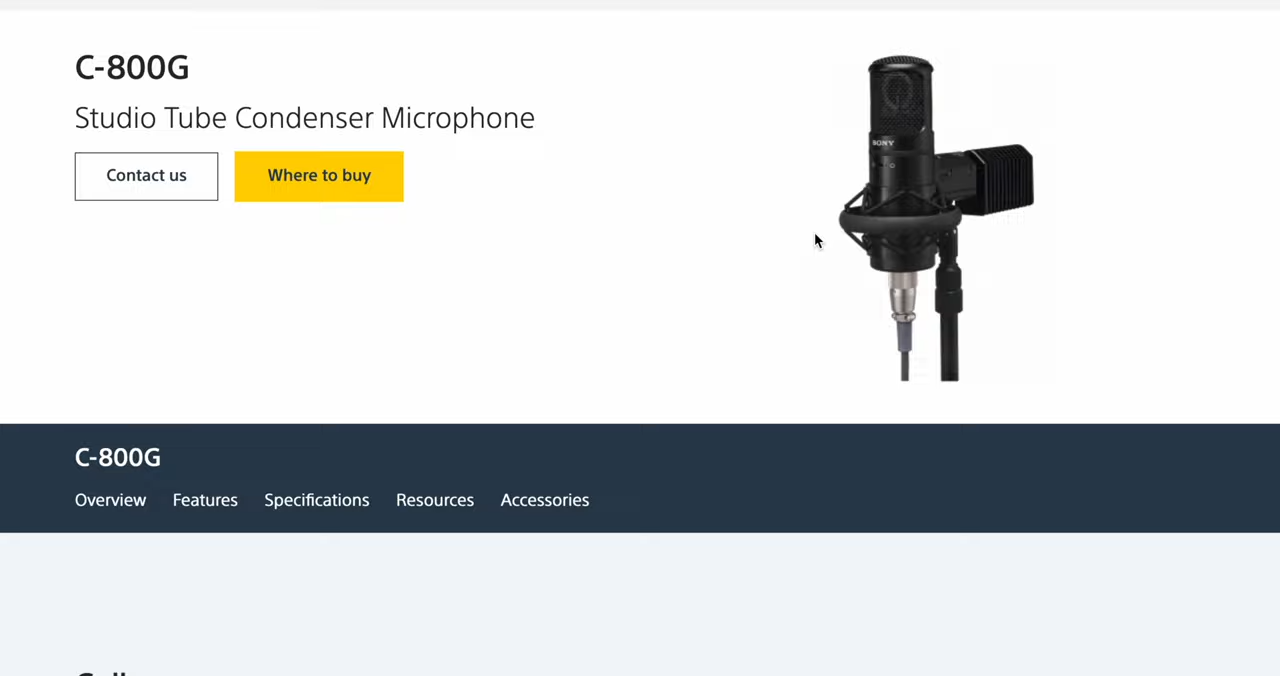 C-800G
Studio Tube Condenser Microphone
Contact us
Where to buy
SONY
C-800G
Overview
Features
Specifications
Resources
Accessories